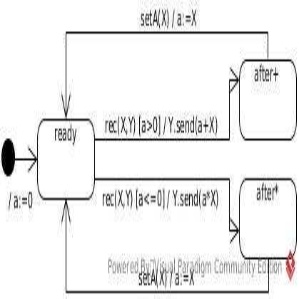 setA(X) / a:=X
after+
rec(X,Y) [a>0] / Y.send(a+X)
ready
/ a:=0
rec(X,Y) [a<=0] / Y.send(a*X)
after*
Powered By Visual Paradigm Community Edition
setA(X) / a:=X